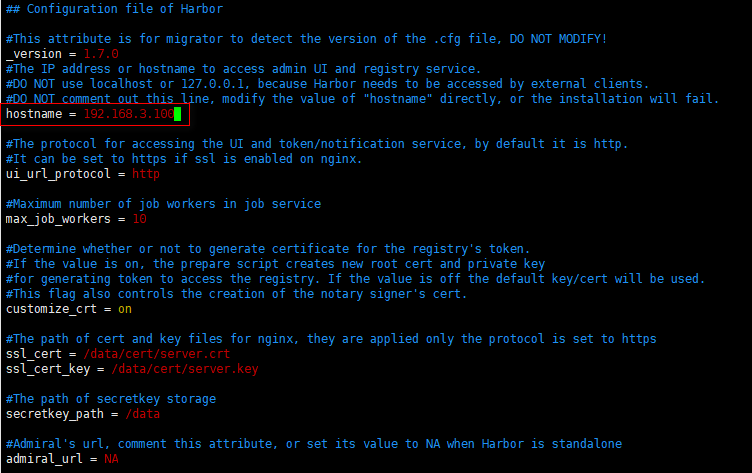 ## Configuration file of Harbor
#This attribute is for migrator to detect the version of the .cfg file, DO NOT MODIFY!
_version = 1.7.0
#The IP address or hostname to access admin UI and registry service.
#DO NOT use localhost or 127.0.0.1, because Harbor needs to be accessed by external clients.
#DO NOT comment out this line, modify the value of "hostname" directly, or the installation will fail.
hostname = 192.168.3.100
#The protocol for accessing the UI and token/notification service, by default it is http.
#It can be set to https if ssl is enabled on nginx.
ui_url_protocol = http
#Maximum number of job workers in job service
max_job_workers = 10
#Determine whether or not to generate certificate for the registry's token.
#If the value is on, the prepare script creates new root cert and private key
#for generating token to access the registry. If the value is off the default key/cert will be used.
#This flag also controls the creation of the notary signer's cert.
customize_crt = on
#The path of cert and key files for nginx, they are applied only the protocol is set to https
ssl_cert = /data/cert/server.crt
ssl_cert_key = /data/cert/server.key
#The path of secretkey storage
secretkey_path = /data
#Admiral's url, comment this attribute, or set its value to NA when Harbor is standalone
admiral_url = NA